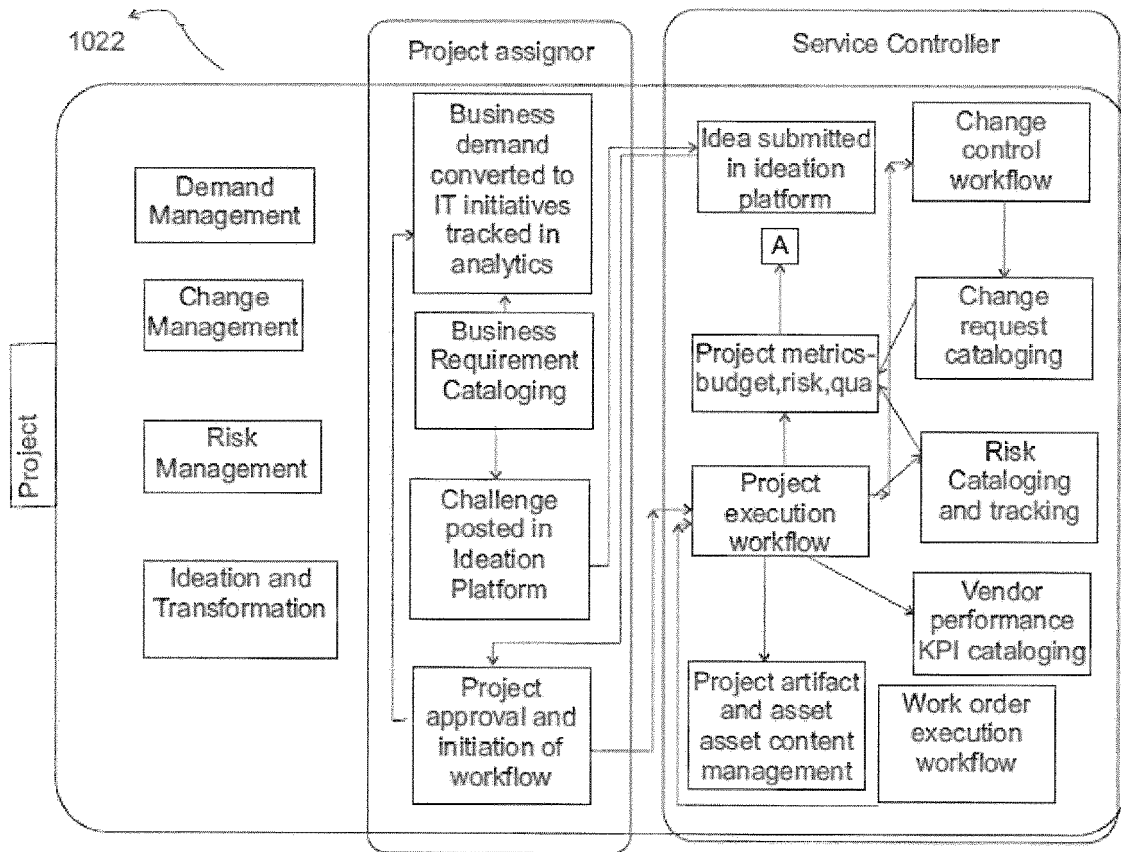 1022
Project assignor
Service Controller
Project
Demand
Management
Change
Management
Risk
Management
Ideation and
Transformation
Business
demand
converted to
IT initiatives
tracked in
analytics
Business
Requirement
Cataloging
Challenge
posted in
Ideation
Platform
Project
approval and
initiation of
workflow
Idea submitted
in ideation
platform
A
Project metrics-
budget,risk,qua
Project
execution
workflow
Project artifact
and asset
asset content
management
Change
control
workflow
Change
request
cataloging
Risk
Cataloging
and tracking
Vendor
performance
KPI cataloging
Work order
execution
workflow